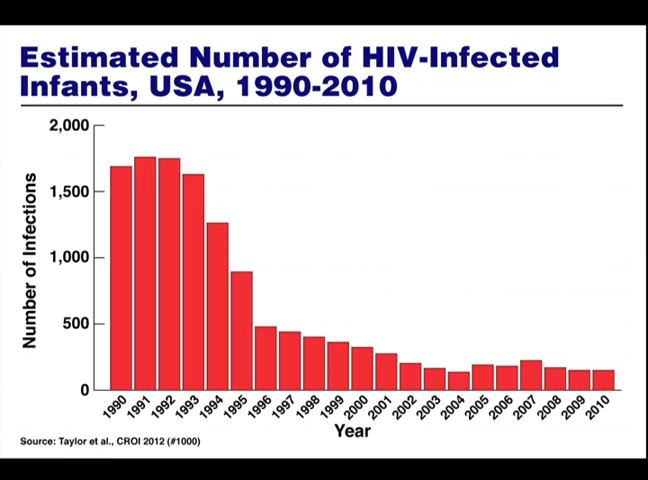 Estimated Number of HIV-Infected
Infants, USA, 1990-2010
2,000
1,500
1,000
500
0
Number of Infections
1990 1991 1992 1993 1994 1995 1996 1997 1998 1999 2000 2001 2002 2003 2004 2005 2006 2007 2008 2009 2010
Year
Source: Taylor et al., CROI 2012 (#1000)